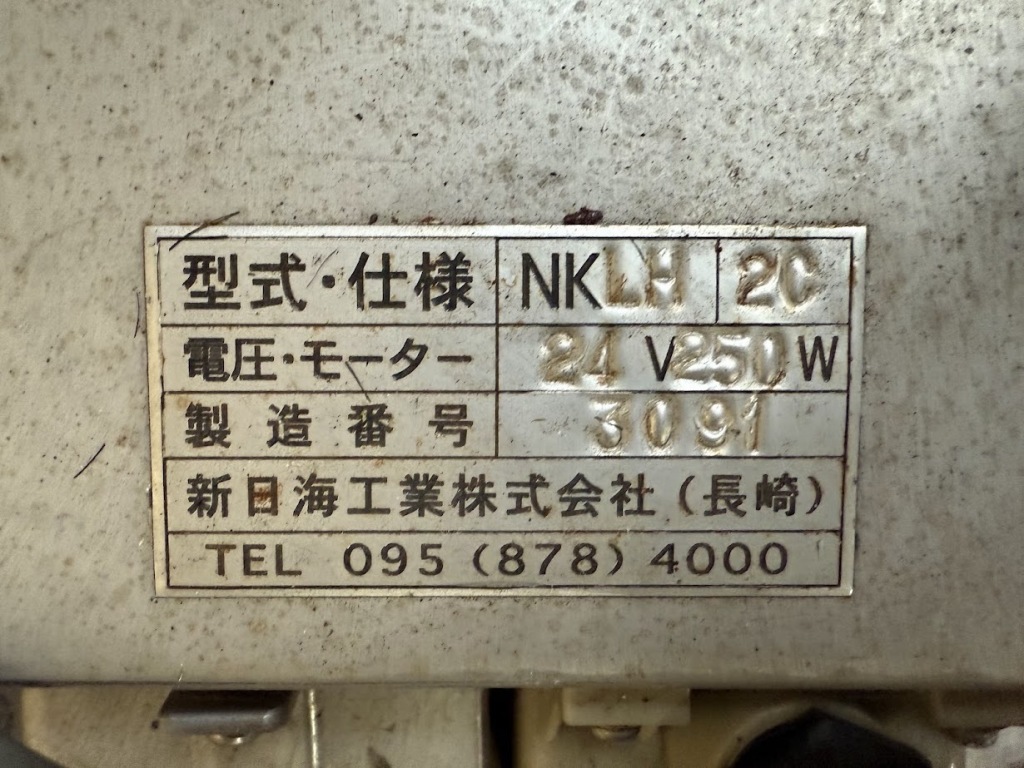 型式・仕様 NKLH 2C
電圧・モーター 24 V 250 W
製造番号 3091
新日海工業株式会社(長崎)
TEL 095(878)4000